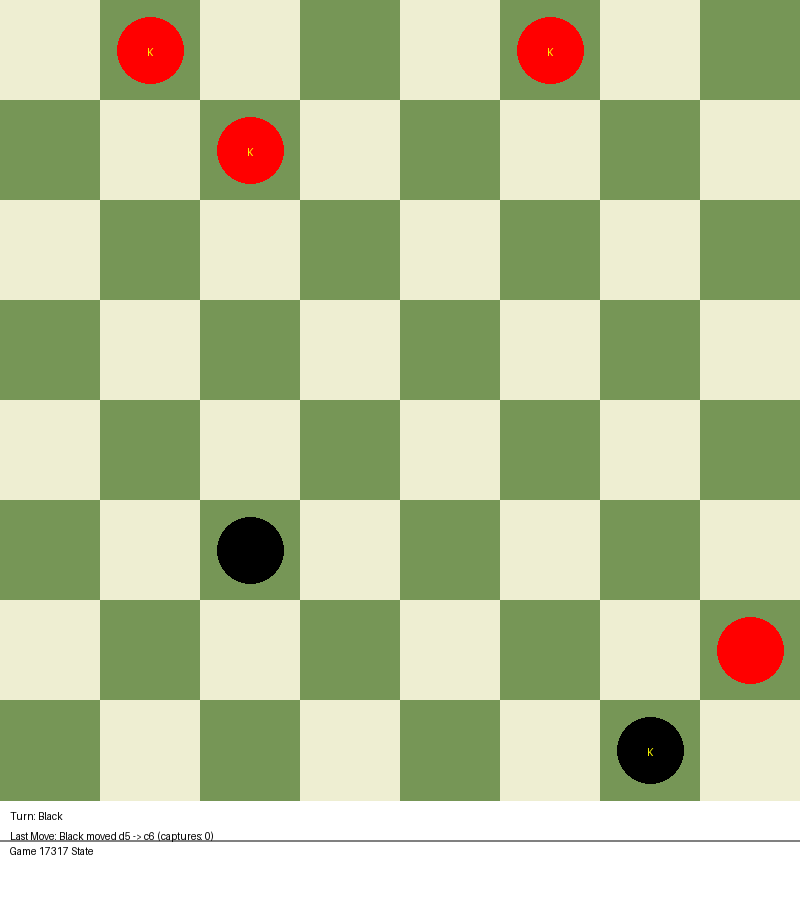 K K
K
K
Turn: Black
Last Move: Black moved d5 -> c6 (captures: 0)
Game 17317 State